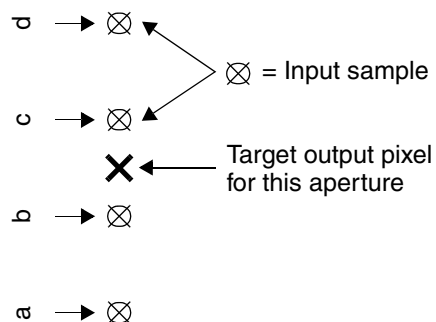 d
⊗ = Input sample
c
Target output pixel
for this aperture
b
a